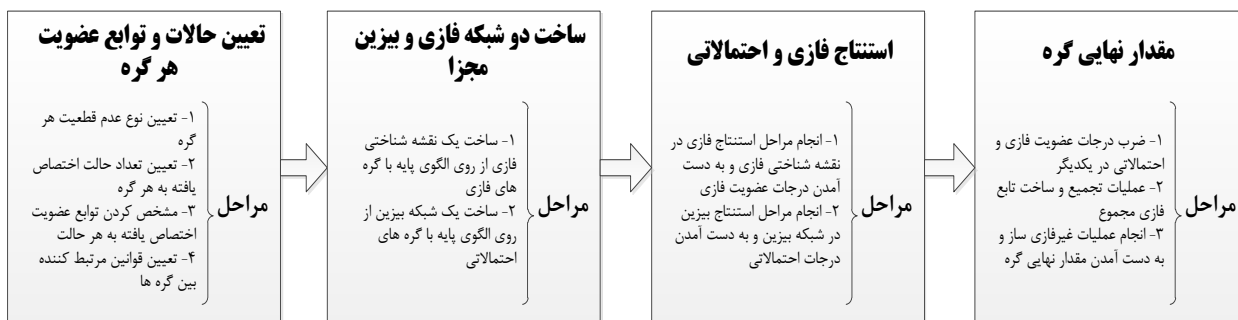 تعیین حالات و توابع عضویت
هر گره
مراحل
۱- تعیین نوع عدم قطعیت هر
گره
۲- تعیین تعداد حالت اختصاص
یافته به هر گره
۳- مشخص کردن توابع عضویت
اختصاص یافته به هر حالت
۴- تعیین قوانین مرتبط کننده
بین گره ها
ساخت دو شبکه فازی و بیزین
مجزا
مراحل
۱- ساخت یک نقشه شناختی
فازی از روی الگوی پایه با گره
های فازی
۲- ساخت یک شبکه بیزین از
روی الگوی پایه با گره های
احتمالاتی
استنتاج فازی و احتمالاتی
مراحل
۱- انجام مراحل استنتاج فازی در
نقشه شناختی فازی و به دست
آمدن درجات عضویت فازی
۲- انجام مراحل استنتاج بیزین
در شبکه بیزین و به دست آمدن
درجات احتمالاتی
مقدار نهایی گره
مراحل
۱- ضرب درجات عضویت فازی و
احتمالاتی در یکدیگر
۲- عملیات تجمیع و ساخت تابع
فازی مجموع
۳- انجام عملیات غیرفازی ساز و
به دست آمدن مقدار نهایی گره